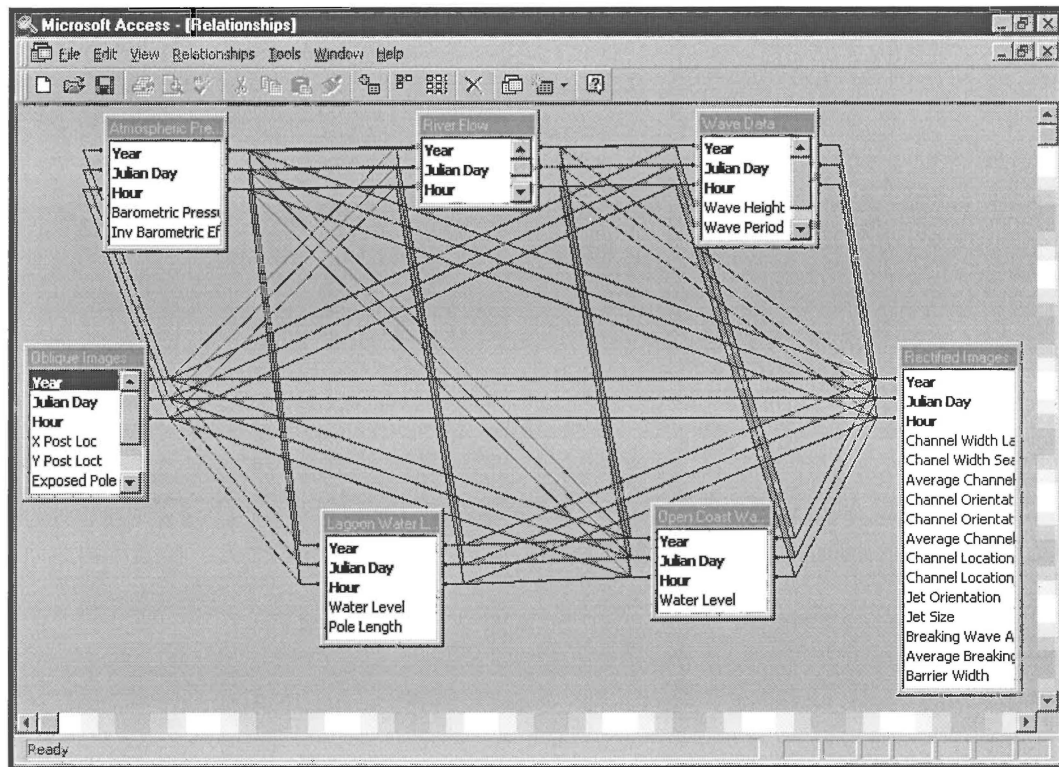 Microsoft Access - [Relationships]
File Edit View Relationships Tools Window Help
Atmospheric Pre...
Year
Julian Day
Hour
Barometric Pressu
Inv Barometric Ef
River Flow
Year
Julian Day
Hour
Wave Data
Year
Julian Day
Hour
Wave Height
Wave Period
Oblique Images
Year
Julian Day
Hour
X Post Loc
Y Post Loct
Exposed Pole
Lagoon Water L...
Year
Julian Day
Hour
Water Level
Pole Length
Open Coast Wa...
Year
Julian Day
Hour
Water Level
Rectified Images
Year
Julian Day
Hour
Channel Width La
Chanel Width Sea
Average Channel
Channel Orientat
Channel Orientat
Average Channel
Channel Location
Channel Location
Jet Orientation
Jet Size
Breaking Wave A
Average Breaking
Barrier Width
Ready